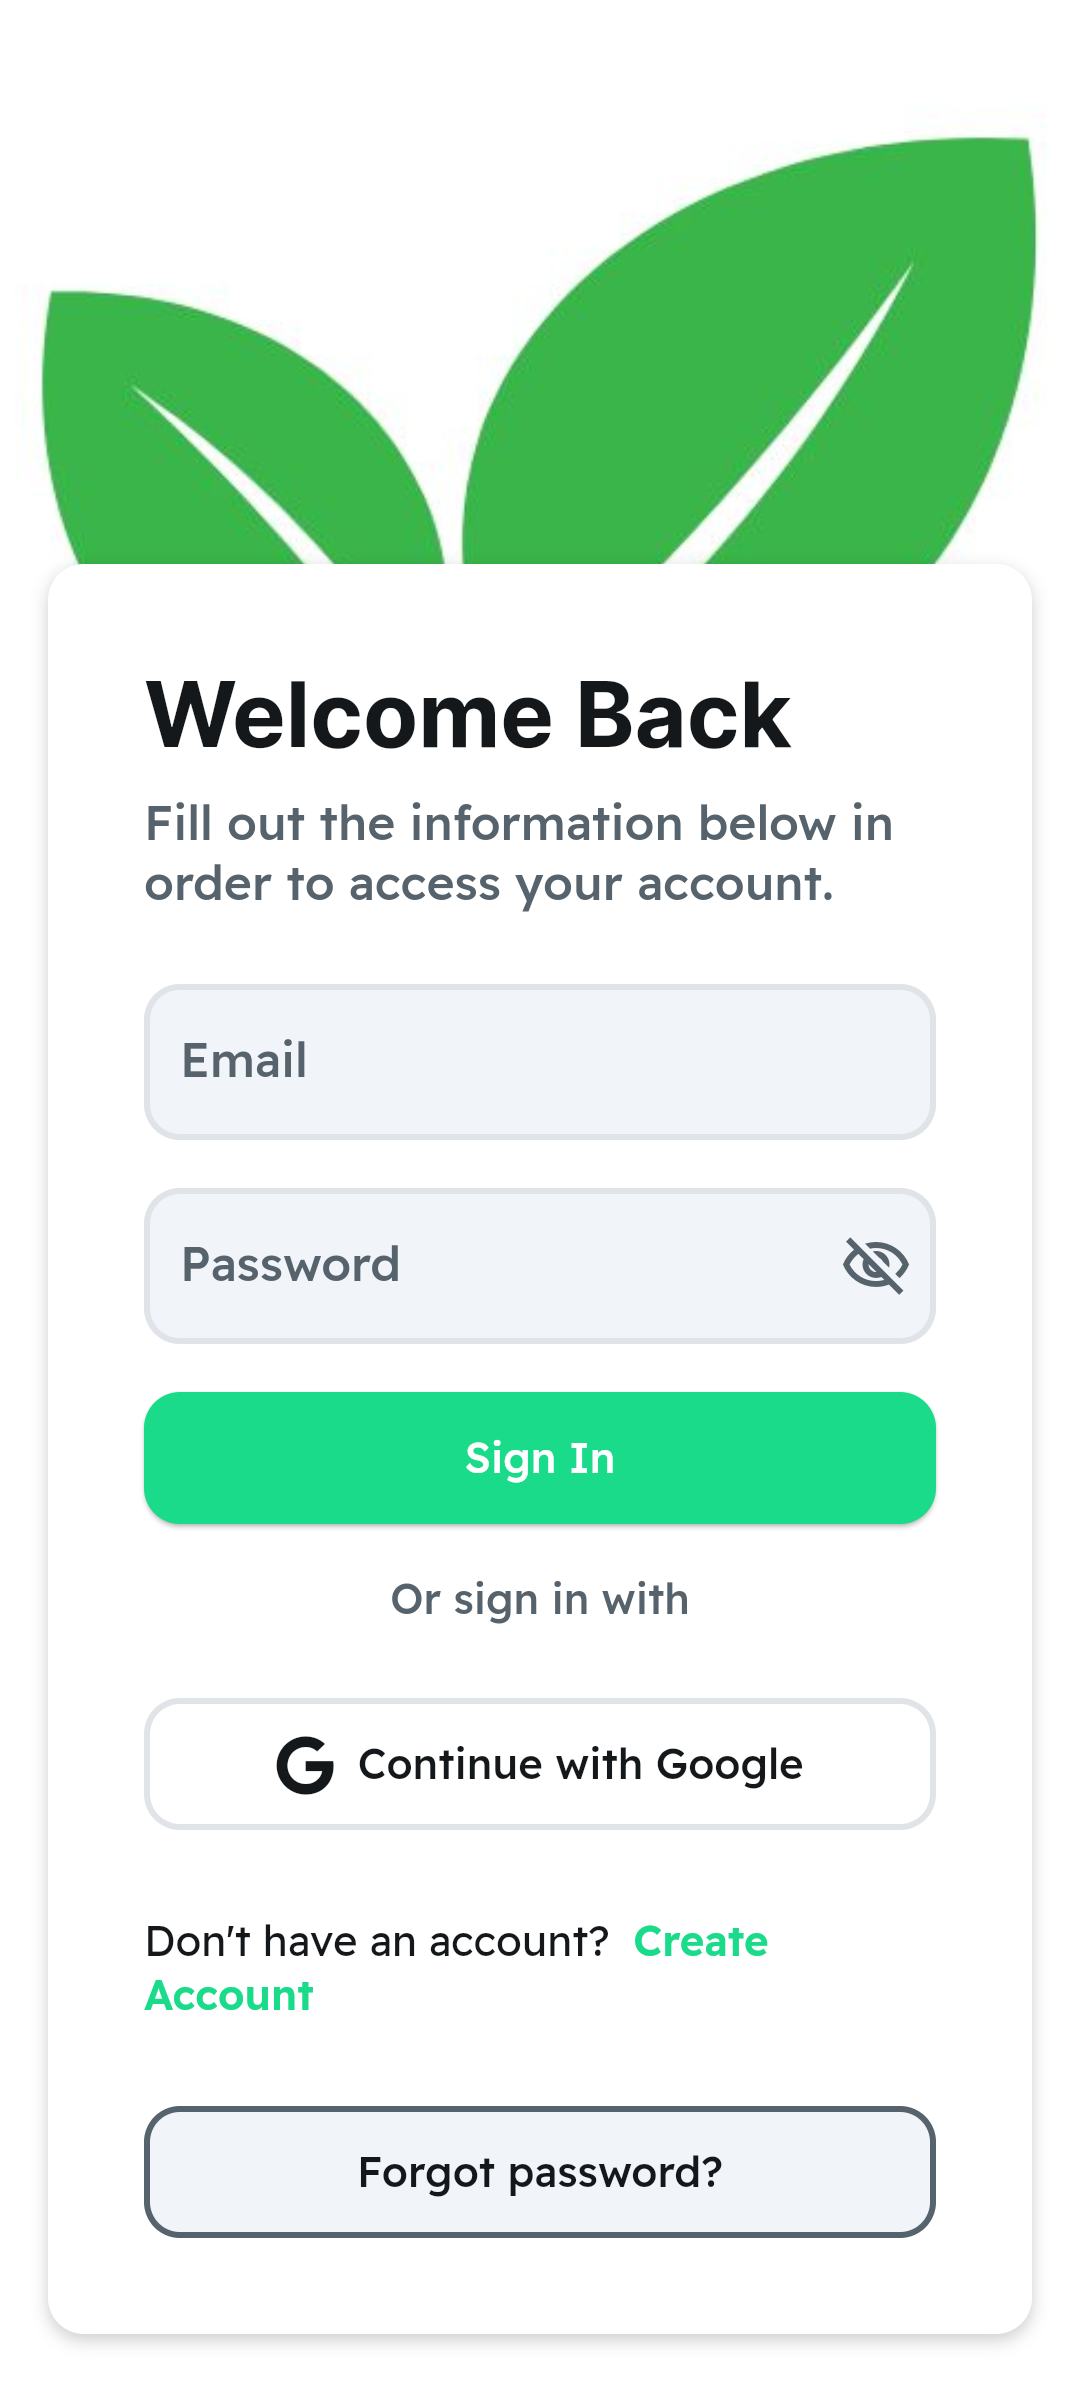 Welcome Back
Fill out the information below in
order to access your account.
Email
Password
Sign In
Or sign in with
Continue with Google
Don't have an account? Create
Account
Forgot password?